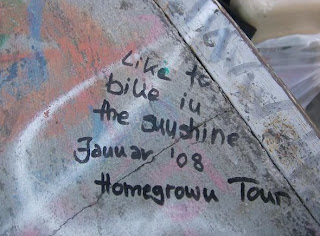 Like to
bike in
the sunshine
Januar '08
Homegrown Tour